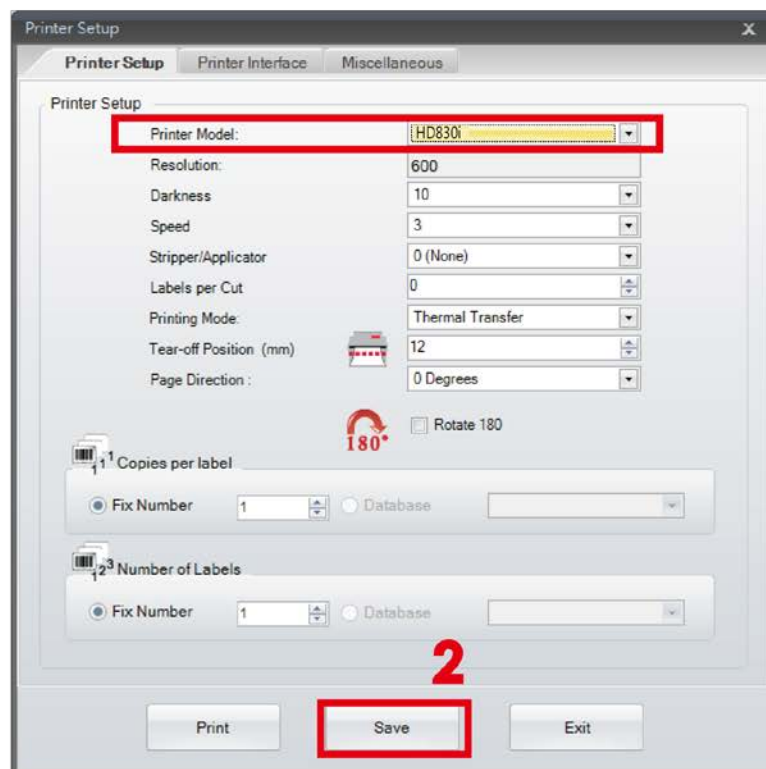 Printer Setup X
Printer Setup Printer Interface Miscellaneous
Printer Setup
Printer Model: HD830i
Resolution: 600
Darkness 10
Speed 3
Stripper/Applicator 0 (None)
Labels per Cut 0
Printing Mode: Thermal Transfer
Tear-off Position (mm) 12
Page Direction : 0 Degrees
180° Rotate 180
1 1 Copies per label
Fix Number 1 Database
1 2 3 Number of Labels
Fix Number 1 Database
2
Print Save Exit